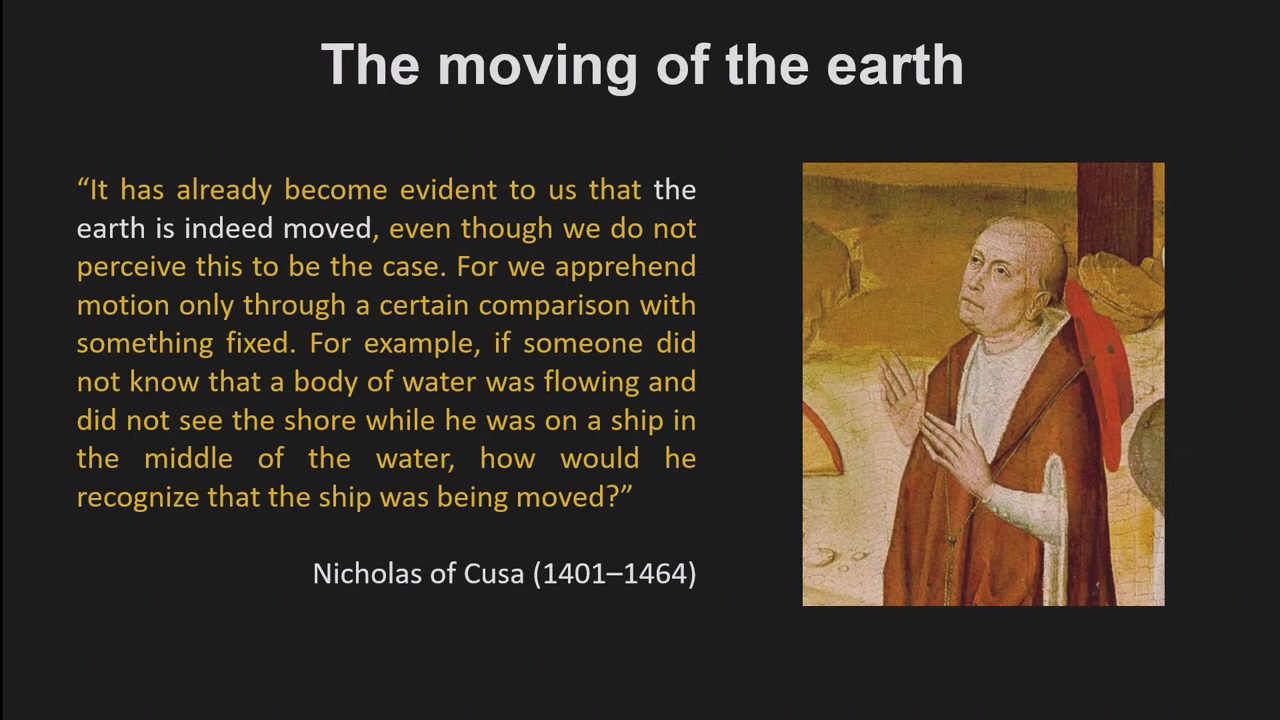 The moving of the earth
“It has already become evident to us that the
earth is indeed moved, even though we do not
perceive this to be the case. For we apprehend
motion only through a certain comparison with
something fixed. For example, if someone did
not know that a body of water was flowing and
did not see the shore while he was on a ship in
the middle of the water, how would he
recognize that the ship was being moved?”
Nicholas of Cusa (1401–1464)